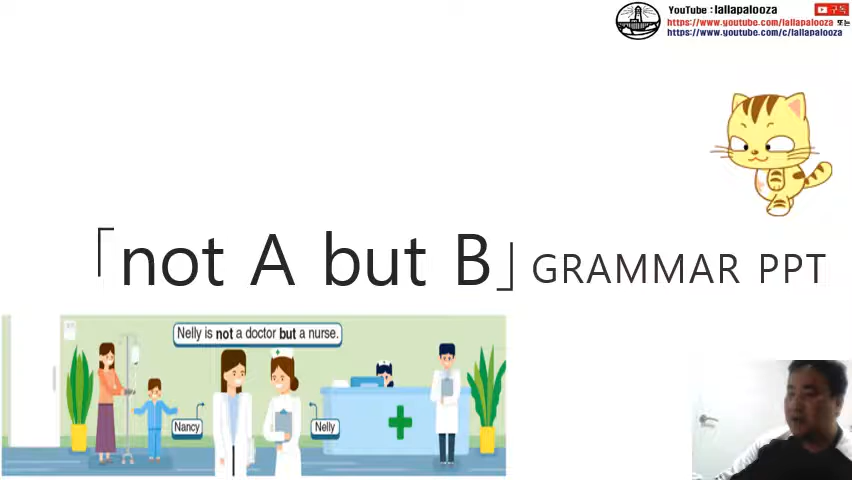 YouTube : lallapalooza
구독
https://www.youtube.com/lallapalooza 또는
https://www.youtube.com/c/lallapalooza
「not A but B」 GRAMMAR PPT
Nelly is not a doctor but a nurse.
Nancy
Nelly